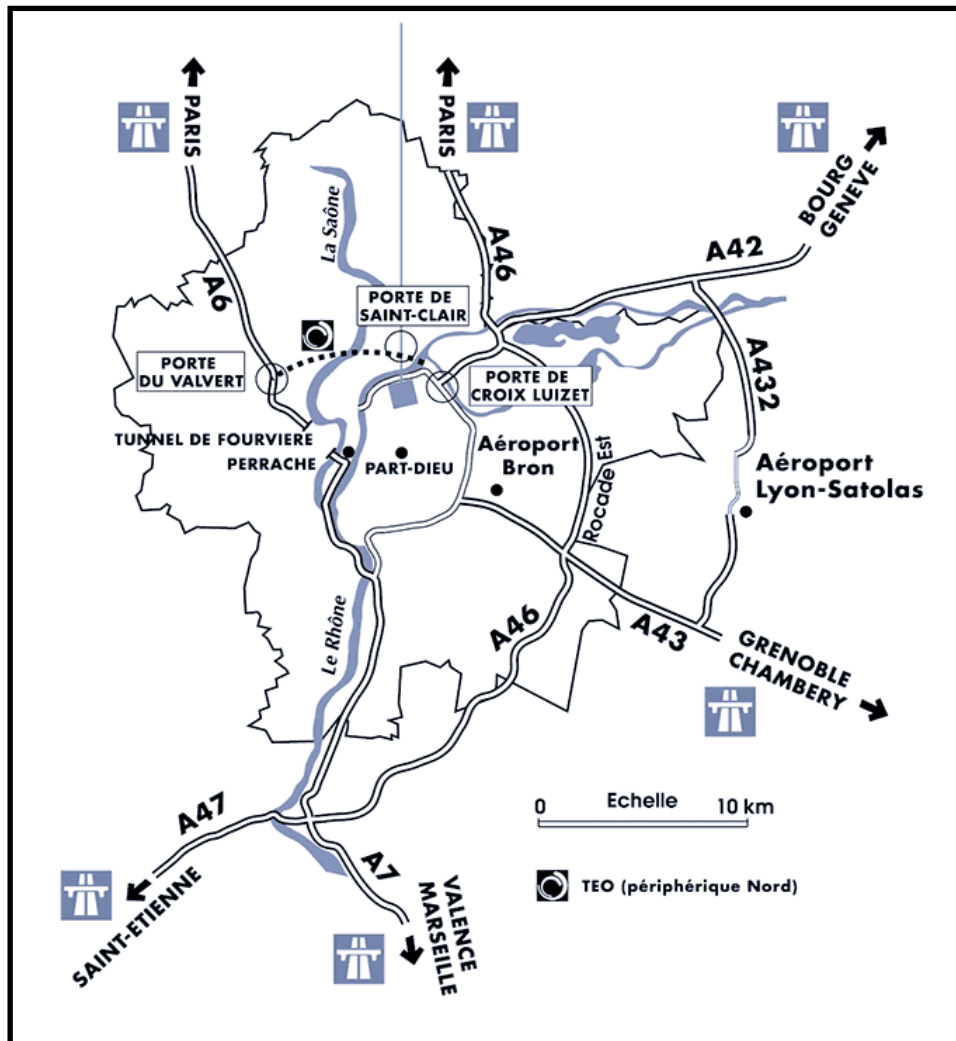 PARIS
PARIS
BOURG
GENEVE
La Saône
A46
A42
A6
PORTE DE
SAINT-CLAIR
PORTE
DU VALVERT
PORTE DE
CROIX LUIZET
A432
TUNNEL DE FOURVIERE
PERRACHE
PART-DIEU
Aéroport
Bron
Rocade Est
Aéroport
Lyon-Satolas
Le Rhône
A46
A43
GRENOBLE
CHAMBERY
A47
0 Echelle 10 km
A7
TEO (périphérique Nord)
SAINT-ETIENNE
VALENCE
MARSEILLE